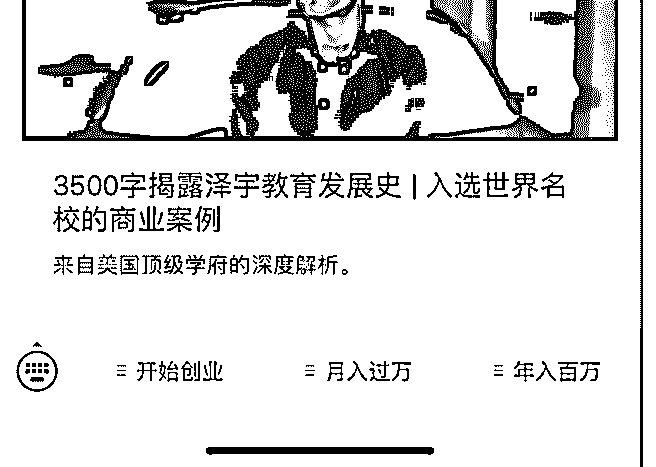 3500字揭露泽宇教育发展史 | 入选世界名
校的商业案例
来自美国顶级学府的深度解析。
开始创业 月入过万 年入百万